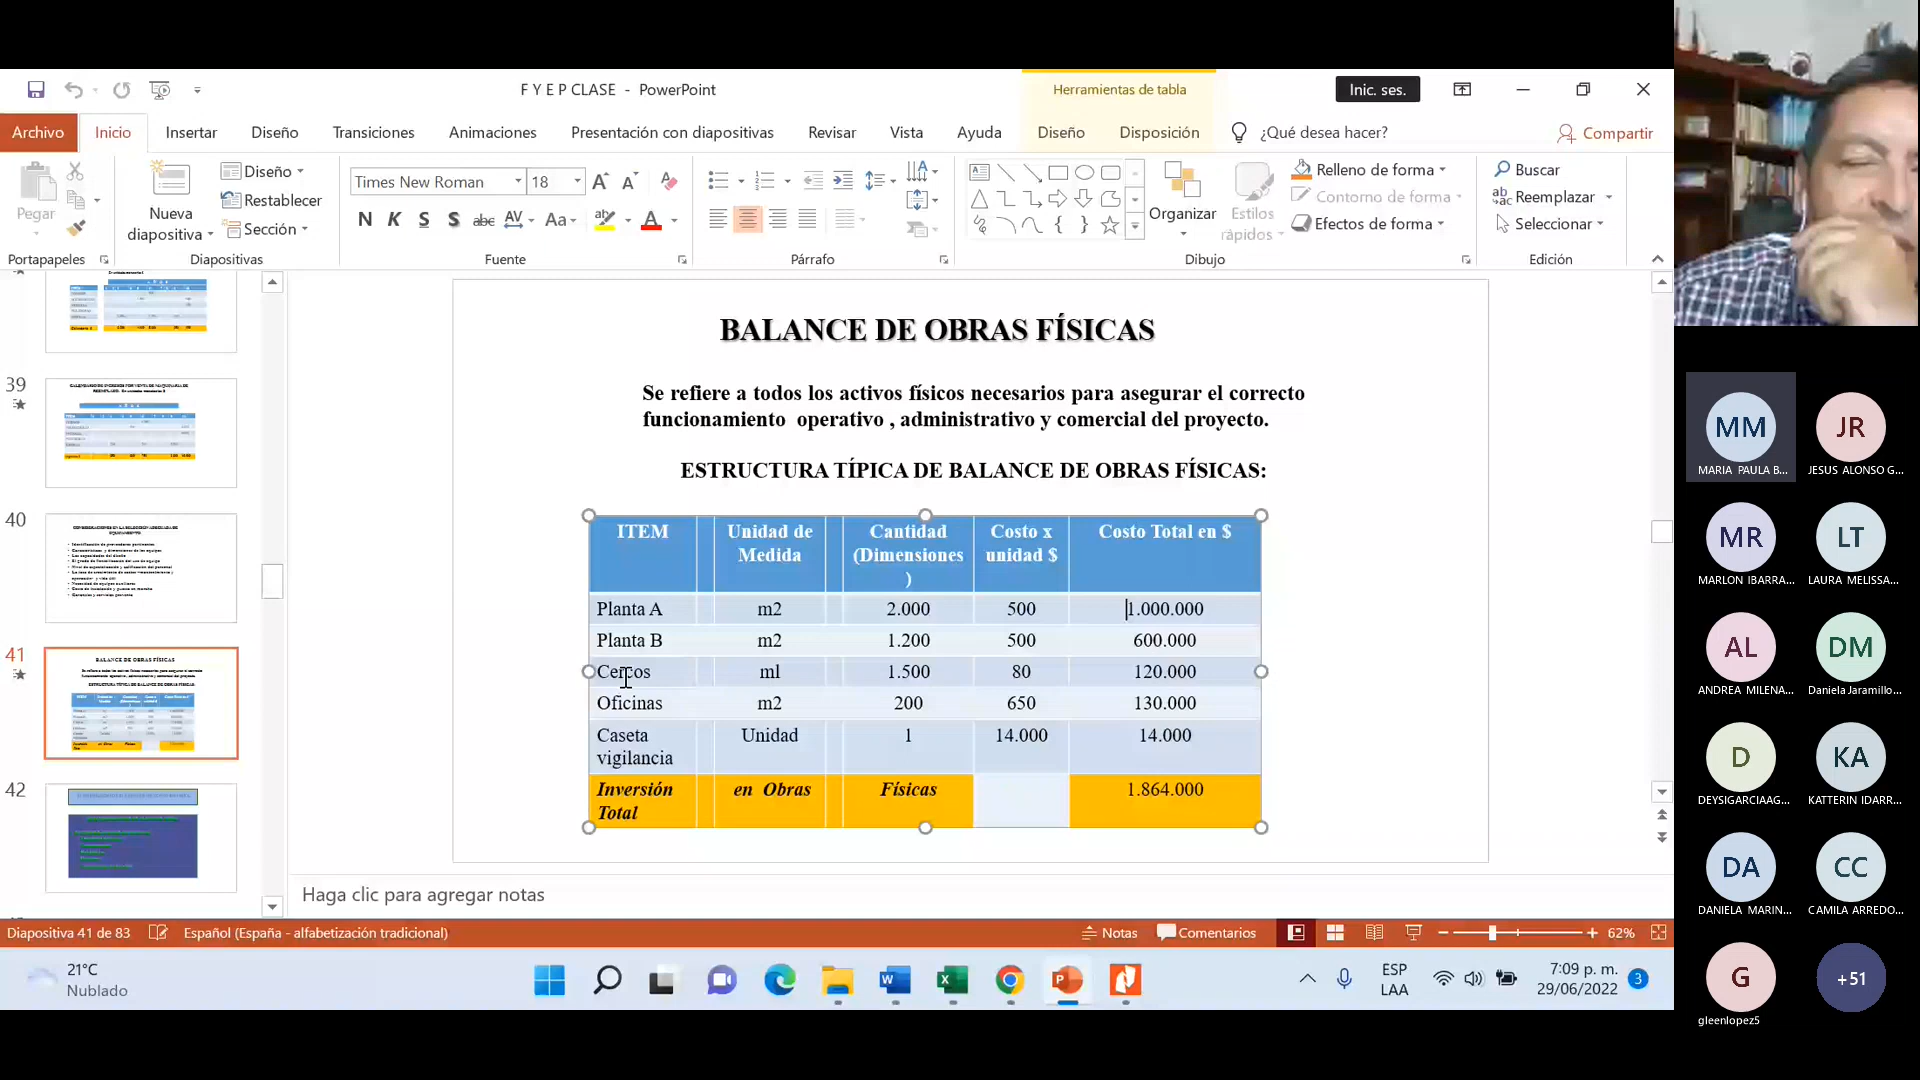 F Y E P CLASE - PowerPoint
Herramientas de tabla
Inic. ses.
Archivo
Inicio
Insertar
Diseño
Transiciones
Animaciones
Presentación con diapositivas
Revisar
Vista
Ayuda
Diseño
Disposición
¿Qué desea hacer?
Compartir
Pegar
Portapapeles
Nueva
diapositiva
Diseño
Restablecer
Sección
Diapositivas
Times New Roman
18
N K S S abc AV Aa A
Fuente
Párrafo
Organizar
Estilos
rápidos
Relleno de forma
Contorno de forma
Efectos de forma
Dibujo
Buscar
Reemplazar
Seleccionar
Edición
39
40
41
42
BALANCE DE OBRAS FÍSICAS
Se refiere a todos los activos físicos necesarios para asegurar el correcto
funcionamiento operativo , administrativo y comercial del proyecto.
ESTRUCTURA TÍPICA DE BALANCE DE OBRAS FÍSICAS:
ITEM Unidad de Medida Cantidad (Dimensiones) Costo x unidad $ Costo Total en $
Planta A m2 2.000 500 1.000.000
Planta B m2 1.200 500 600.000
Cercos ml 1.500 80 120.000
Oficinas m2 200 650 130.000
Caseta vigilancia Unidad 1 14.000 14.000
Inversión Total en Obras Físicas 1.864.000
Haga clic para agregar notas
Diapositiva 41 de 83
Español (España - alfabetización tradicional)
Notas
Comentarios
62%
21°C
Nublado
ESP
LAA
7:09 p. m.
29/06/2022
3
MM
MARIA PAULA B...
JR
JESUS ALONSO G...
MR
MARLON IBARRA...
LT
LAURA MELISSA...
AL
ANDREA MILENA...
DM
Daniela Jaramillo...
D
DEYSIGARCIAAG...
KA
KATTERIN IDARR...
DA
DANIELA MARIN...
CC
CAMILA ARREDO...
G
gleenlopez5
+51